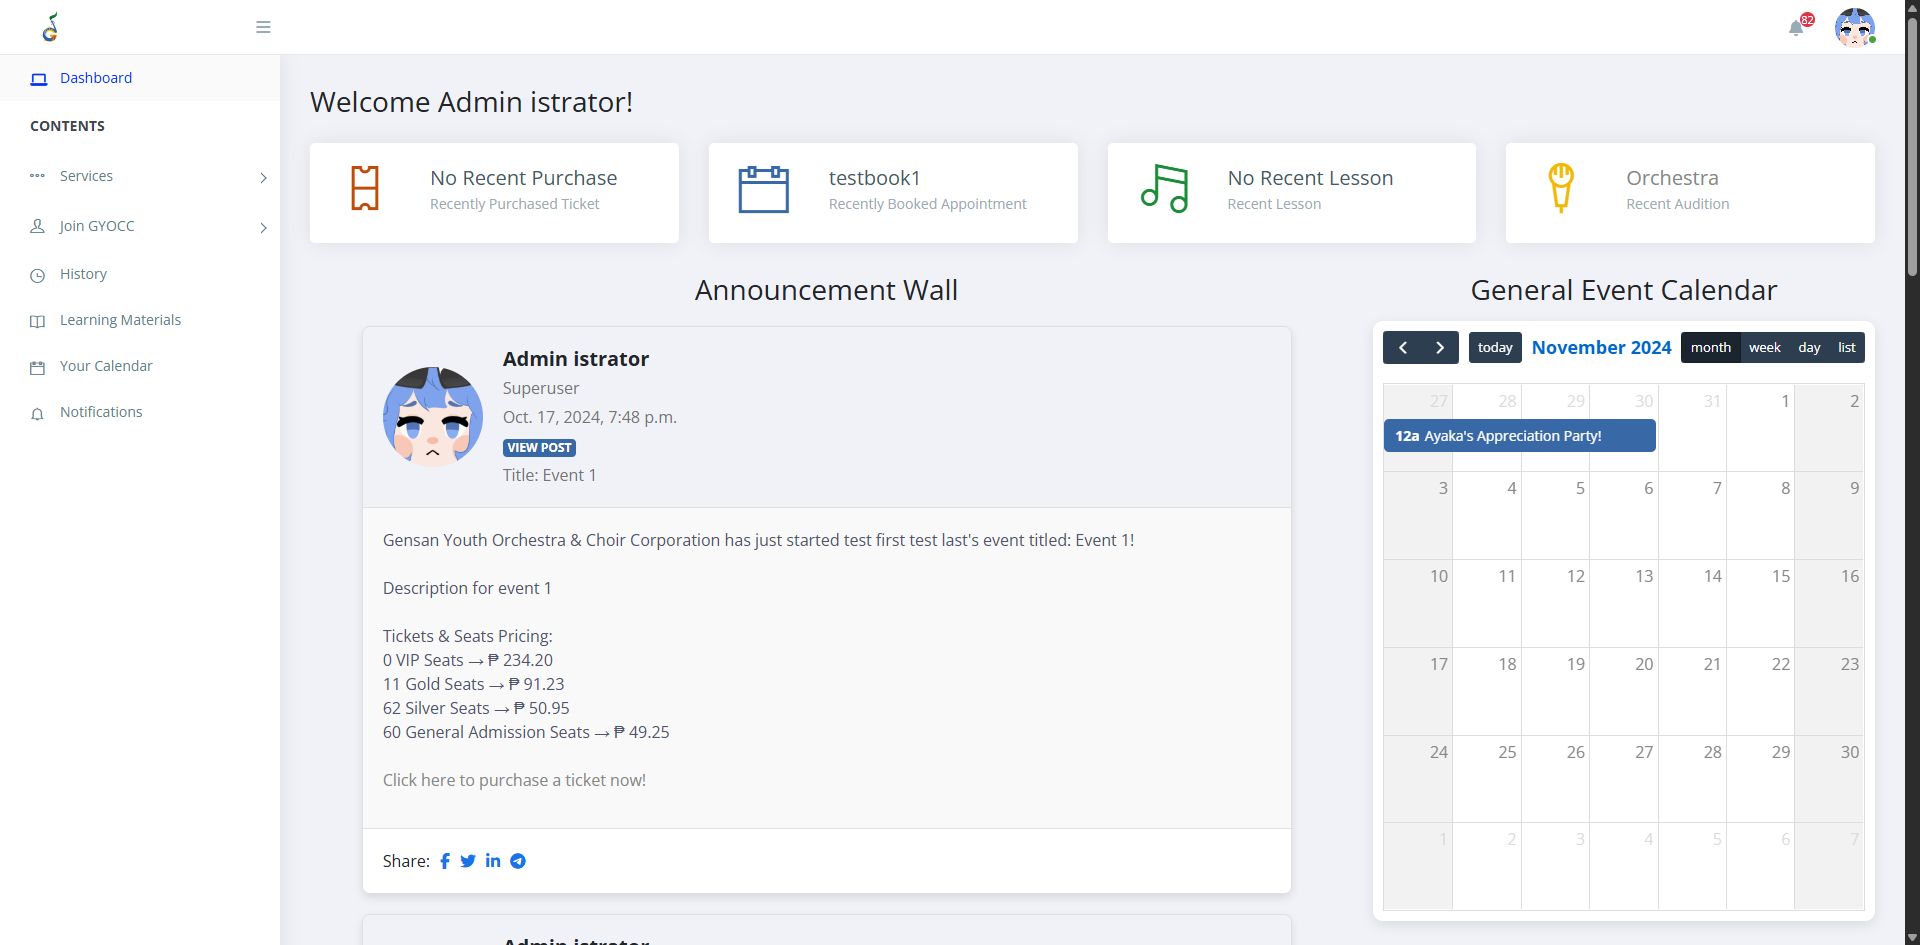 G
82
Dashboard
CONTENTS
Services
Join GYOCC
History
Learning Materials
Your Calendar
Notifications
Welcome Admin istrator!
No Recent Purchase
Recently Purchased Ticket
testbook1
Recently Booked Appointment
No Recent Lesson
Recent Lesson
Orchestra
Recent Audition
Announcement Wall
Admin istrator
Superuser
Oct. 17, 2024, 7:48 p.m.
VIEW POST
Title: Event 1
Gensan Youth Orchestra & Choir Corporation has just started test first test last's event titled: Event 1!
Description for event 1
Tickets & Seats Pricing:
0 VIP Seats → ₱ 234.20
11 Gold Seats → ₱ 91.23
62 Silver Seats → ₱ 50.95
60 General Admission Seats → ₱ 49.25
Click here to purchase a ticket now!
Share:
Admin istrator
General Event Calendar
today November 2024 month week day list
27 28 29 30 31 1 2
12a Ayaka's Appreciation Party!
3 4 5 6 7 8 9
10 11 12 13 14 15 16
17 18 19 20 21 22 23
24 25 26 27 28 29 30
1 2 3 4 5 6 7